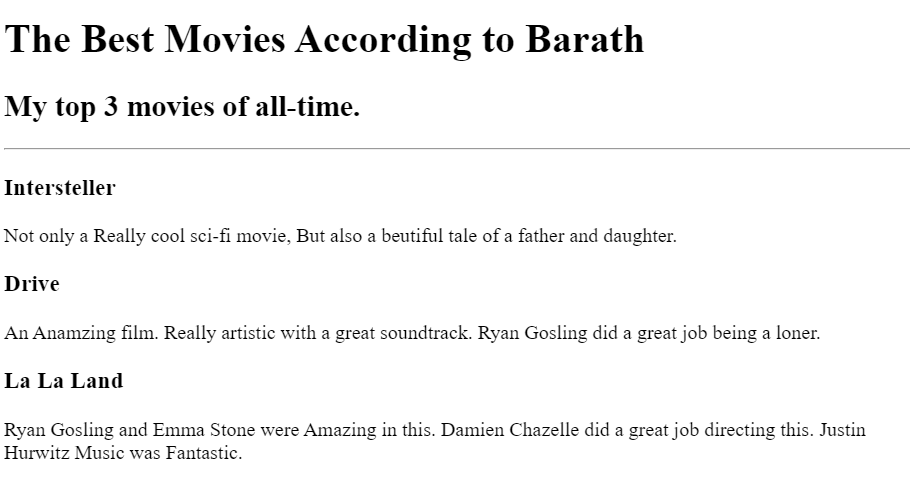 The Best Movies According to Barath
My top 3 movies of all-time.
Intersteller
Not only a Really cool sci-fi movie, But also a beutiful tale of a father and daughter.
Drive
An Anamzing film. Really artistic with a great soundtrack. Ryan Gosling did a great job being a loner.
La La Land
Ryan Gosling and Emma Stone were Amazing in this. Damien Chazelle did a great job directing this. Justin
Hurwitz Music was Fantastic.